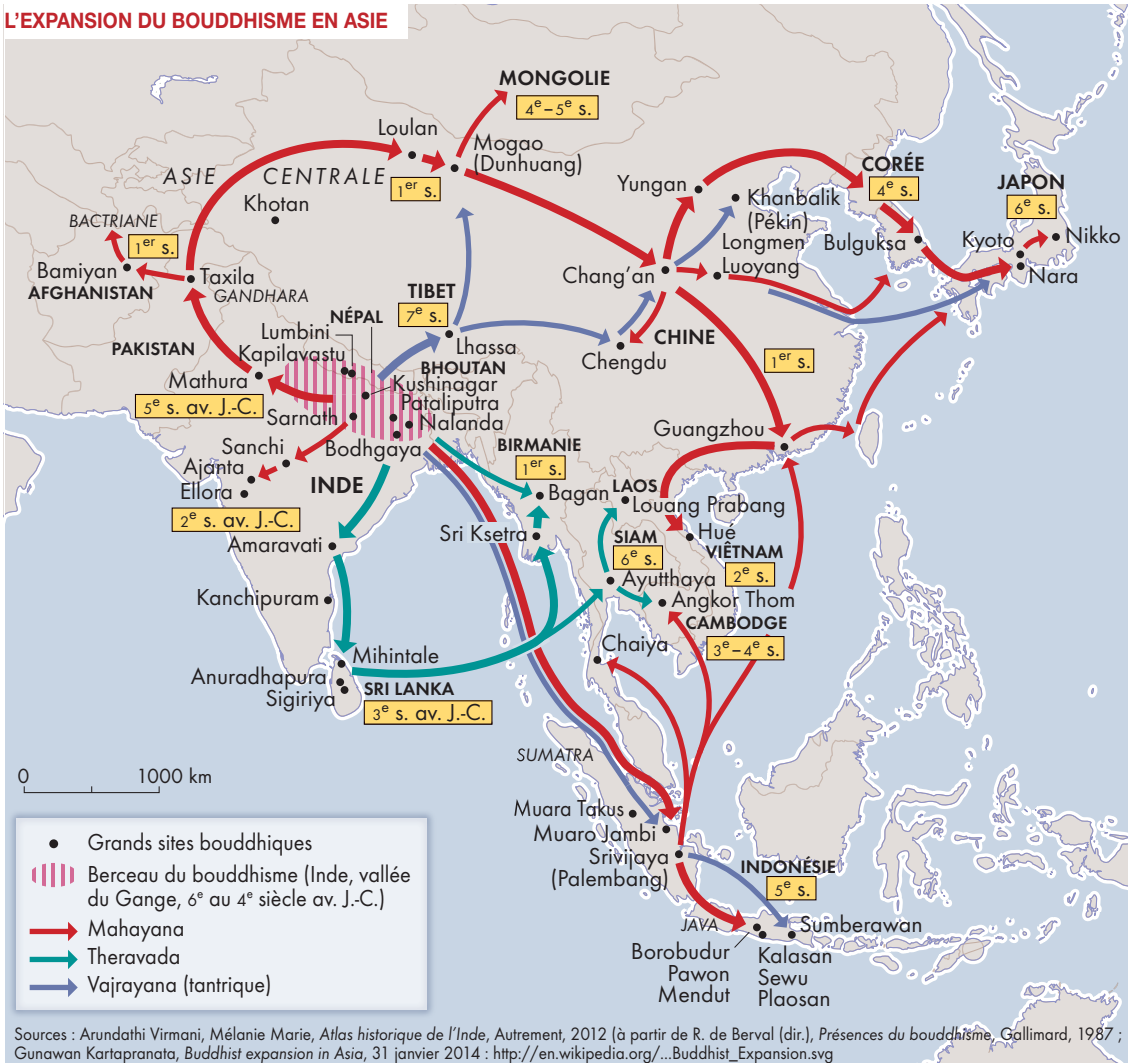 L'EXPANSION DU BOUDDHISME EN ASIE
MONGOLIE
4e – 5e s.
Loulan
Mogao
(Dunhuang)
ASIE CENTRALE
1er s.
Khotan
BACTRIANE
1er s.
Bamiyan
AFGHANISTAN
Taxila
GANDHARA
Yungan
Khanbalik
(Pékin)
Longmen
Luoyang
CORÉE
4e s.
Bulguksa
JAPON
6e s.
Kyoto
Nikko
Nara
Chang'an
TIBET
7e s.
Lhassa
Chengdu
CHINE
1er s.
NÉPAL
Lumbini
Kapilavastu
BHOUTAN
Kushinagar
Pataliputra
Nalanda
PAKISTAN
Mathura
5e s. av. J.-C.
Sarnath
Bodhgaya
Sanchi
Ajanta
Ellora
INDE
2e s. av. J.-C.
Amaravati
Kanchipuram
Mihintale
Anuradhapura
Sigiriya
SRI LANKA
3e s. av. J.-C.
Guangzhou
BIRMANIE
1er s.
Bagan
Sri Ksetra
LAOS
Louang Prabang
Hué
SIAM
6e s.
VIÊTNAM
2e s.
Ayutthaya
Angkor Thom
CAMBODGE
3e – 4e s.
Chaiya
SUMATRA
Muara Takus
Muaro Jambi
Srivijaya
(Palembang)
INDONÉSIE
5e s.
JAVA
Sumberawan
Borobudur
Pawon
Mendut
Kalasan
Sewu
Plaosan
0 1000 km
Grands sites bouddhiques
Berceau du bouddhisme (Inde, vallée
du Gange, 6e au 4e siècle av. J.-C.)
Mahayana
Theravada
Vajrayana (tantrique)
Sources : Arundathi Virmani, Mélanie Marie, Atlas historique de l'Inde, Autrement, 2012 (à partir de R. de Berval (dir.), Présences du bouddhisme, Gallimard, 1987 ;
Gunawan Kartapranata, Buddhist expansion in Asia, 31 janvier 2014 : http://en.wikipedia.org/...Buddhist_Expansion.svg